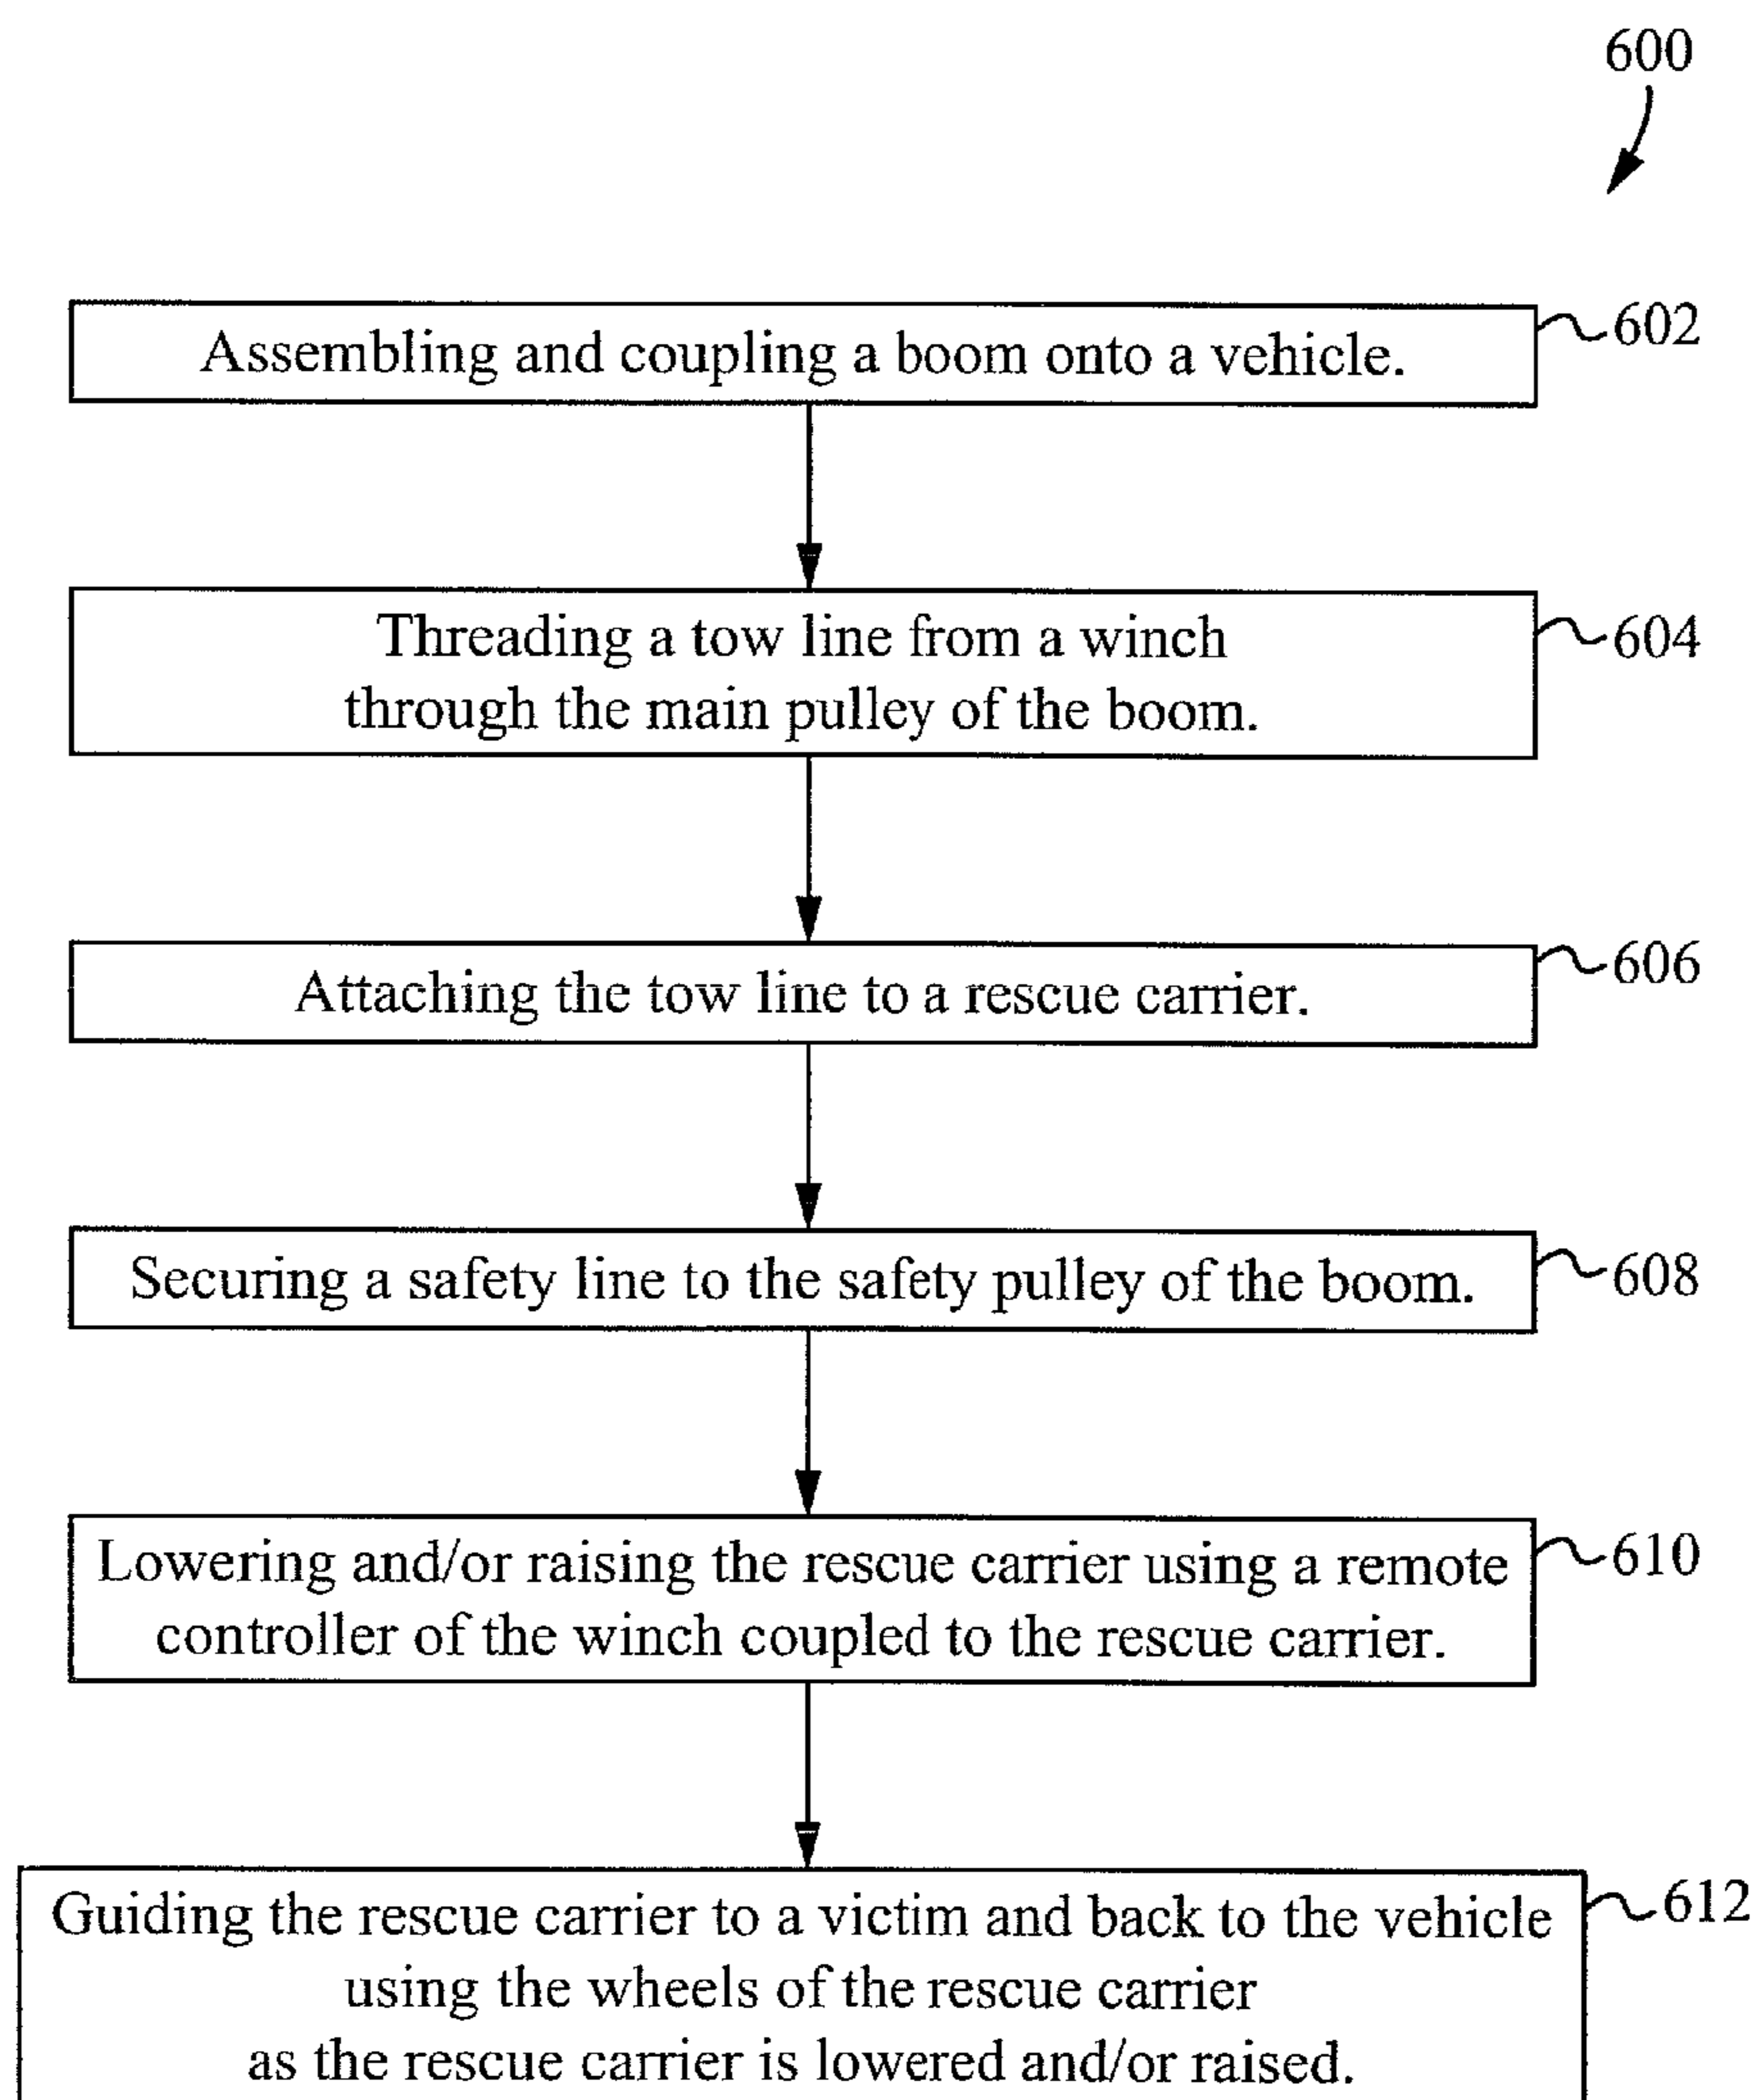 600
Assembling and coupling a boom onto a vehicle.
602
Threading a tow line from a winch
through the main pulley of the boom.
604
Attaching the tow line to a rescue carrier.
606
Securing a safety line to the safety pulley of the boom.
608
Lowering and/or raising the rescue carrier using a remote
controller of the winch coupled to the rescue carrier.
610
Guiding the rescue carrier to a victim and back to the vehicle
using the wheels of the rescue carrier
as the rescue carrier is lowered and/or raised.
612